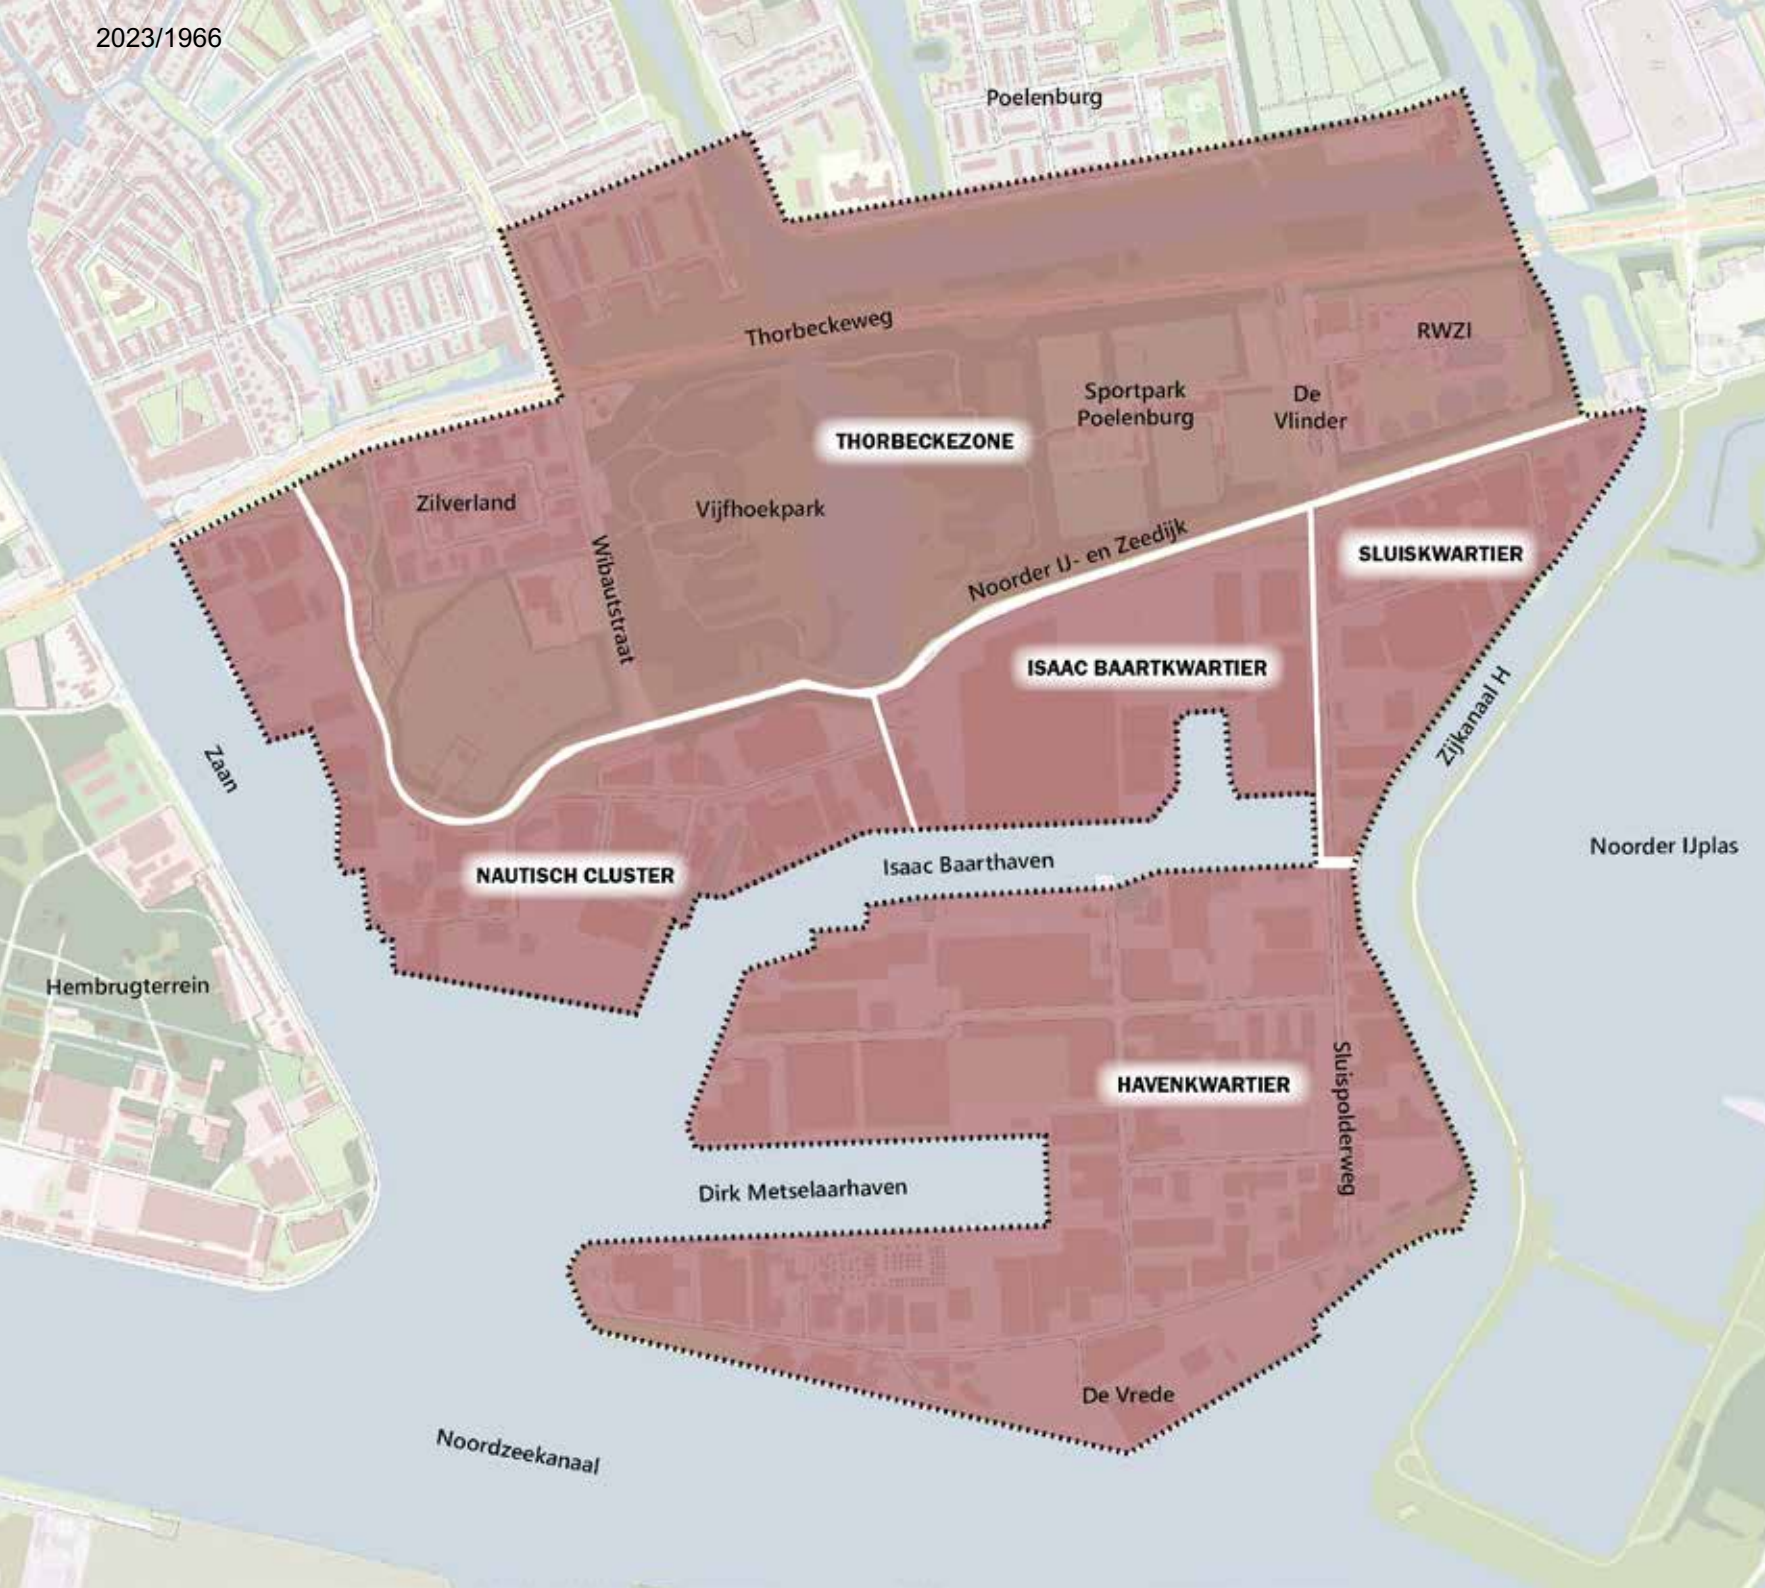 2023/1966
Poelenburg
Thorbeckeweg
RWZI
Sportpark
Poelenburg
De
Vlinder
THORBECKEZONE
Zilverland
Vijfhoekpark
Wibautstraat
Noorder IJ- en Zeedijk
SLUISKWARTIER
ISAAC BAARTKWARTIER
Zijkanaal H
Zaan
Noorder IJplas
Isaac Baarthaven
NAUTISCH CLUSTER
Hembrugterrein
HAVENKWARTIER
Sluispolderweg
Dirk Metselaarhaven
De Vrede
Noordzeekanaal